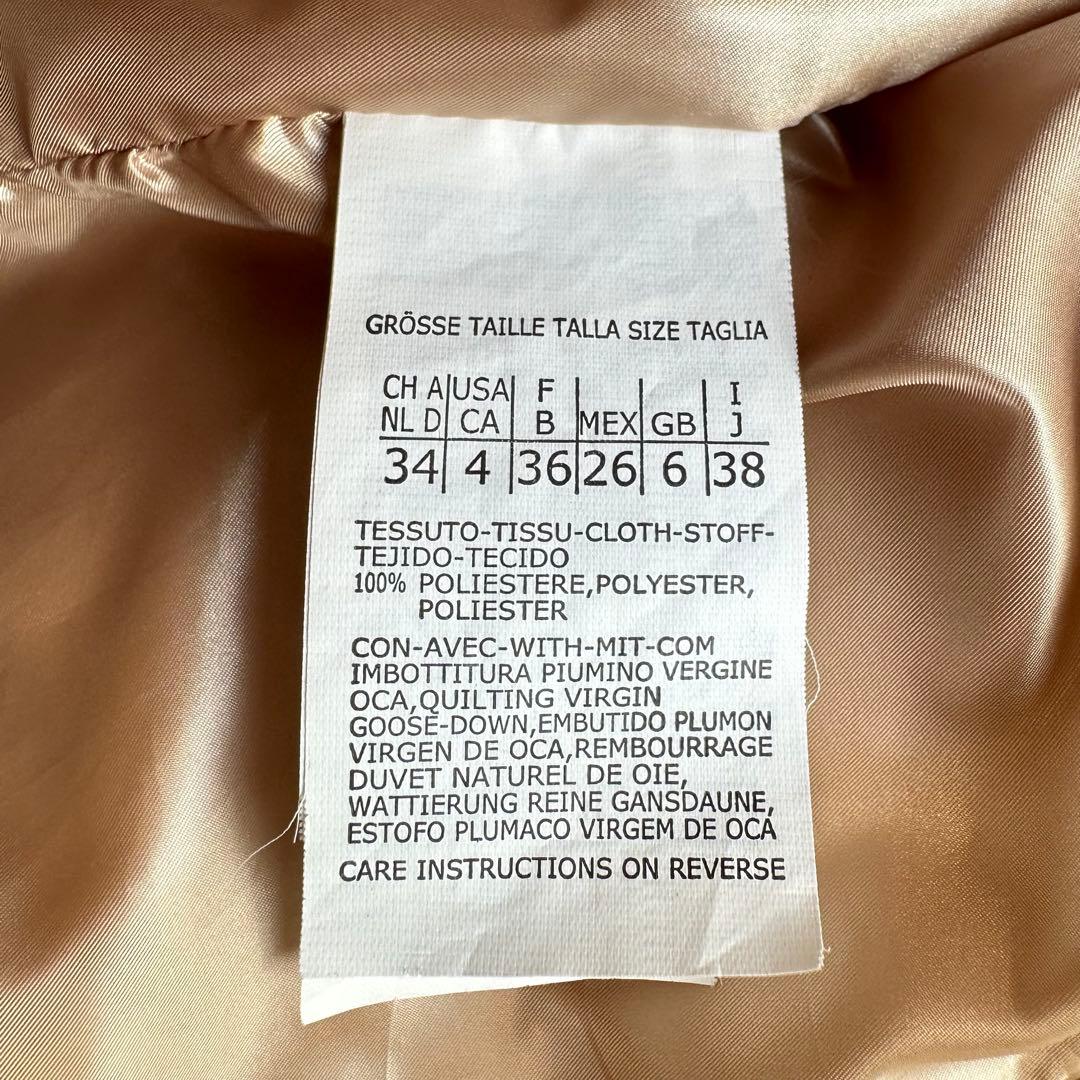 GRÖSSE TAILLE TALLA SIZE TAGLIA
CH A USA F I
NL D CA B MEX GB J
34 4 36 26 6 38
TESSUTO-TISSU-CLOTH-STOFF-
TEJIDO-TECIDO
100% POLIESTERE,POLYESTER,
POLIESTER
CON-AVEC-WITH-MIT-COM
IMBOTTITURA PIUMINO VERGINE
OCA,QUILTING VIRGIN
GOOSE-DOWN,EMBUTIDO PLUMON
VIRGEN DE OCA,REMBOURRAGE
DUVET NATUREL DE OIE,
WATTIERUNG REINE GANSDAUNE,
ESTOFO PLUMACO VIRGEM DE OCA
CARE INSTRUCTIONS ON REVERSE